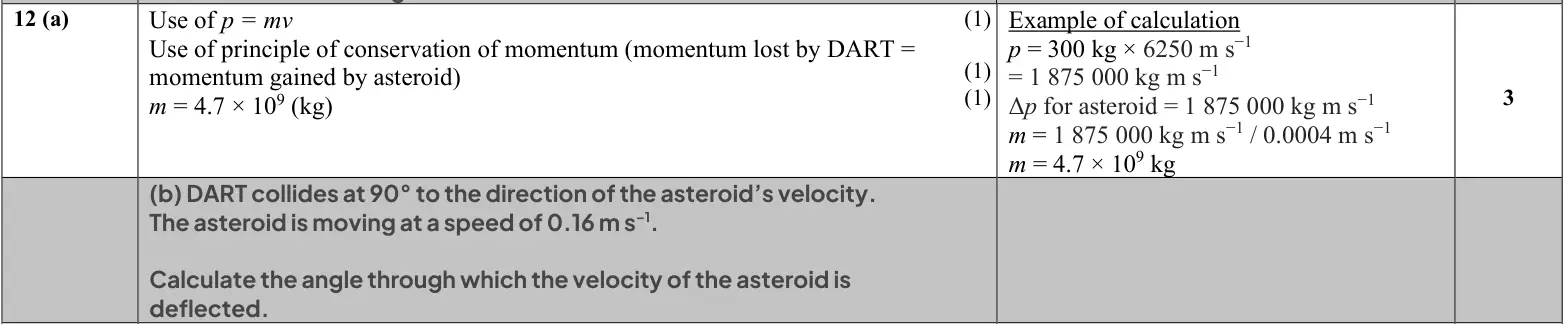 12 (a)
Use of p = mv (1)
Use of principle of conservation of momentum (momentum lost by DART =
momentum gained by asteroid) (1)
m = 4.7 × 10⁹ (kg) (1)
Example of calculation
p = 300 kg × 6250 m s⁻¹
= 1 875 000 kg m s⁻¹
Δp for asteroid = 1 875 000 kg m s⁻¹
m = 1 875 000 kg m s⁻¹ / 0.0004 m s⁻¹
m = 4.7 × 10⁹ kg
3
(b) DART collides at 90° to the direction of the asteroid’s velocity.
The asteroid is moving at a speed of 0.16 m s⁻¹.
Calculate the angle through which the velocity of the asteroid is
deflected.